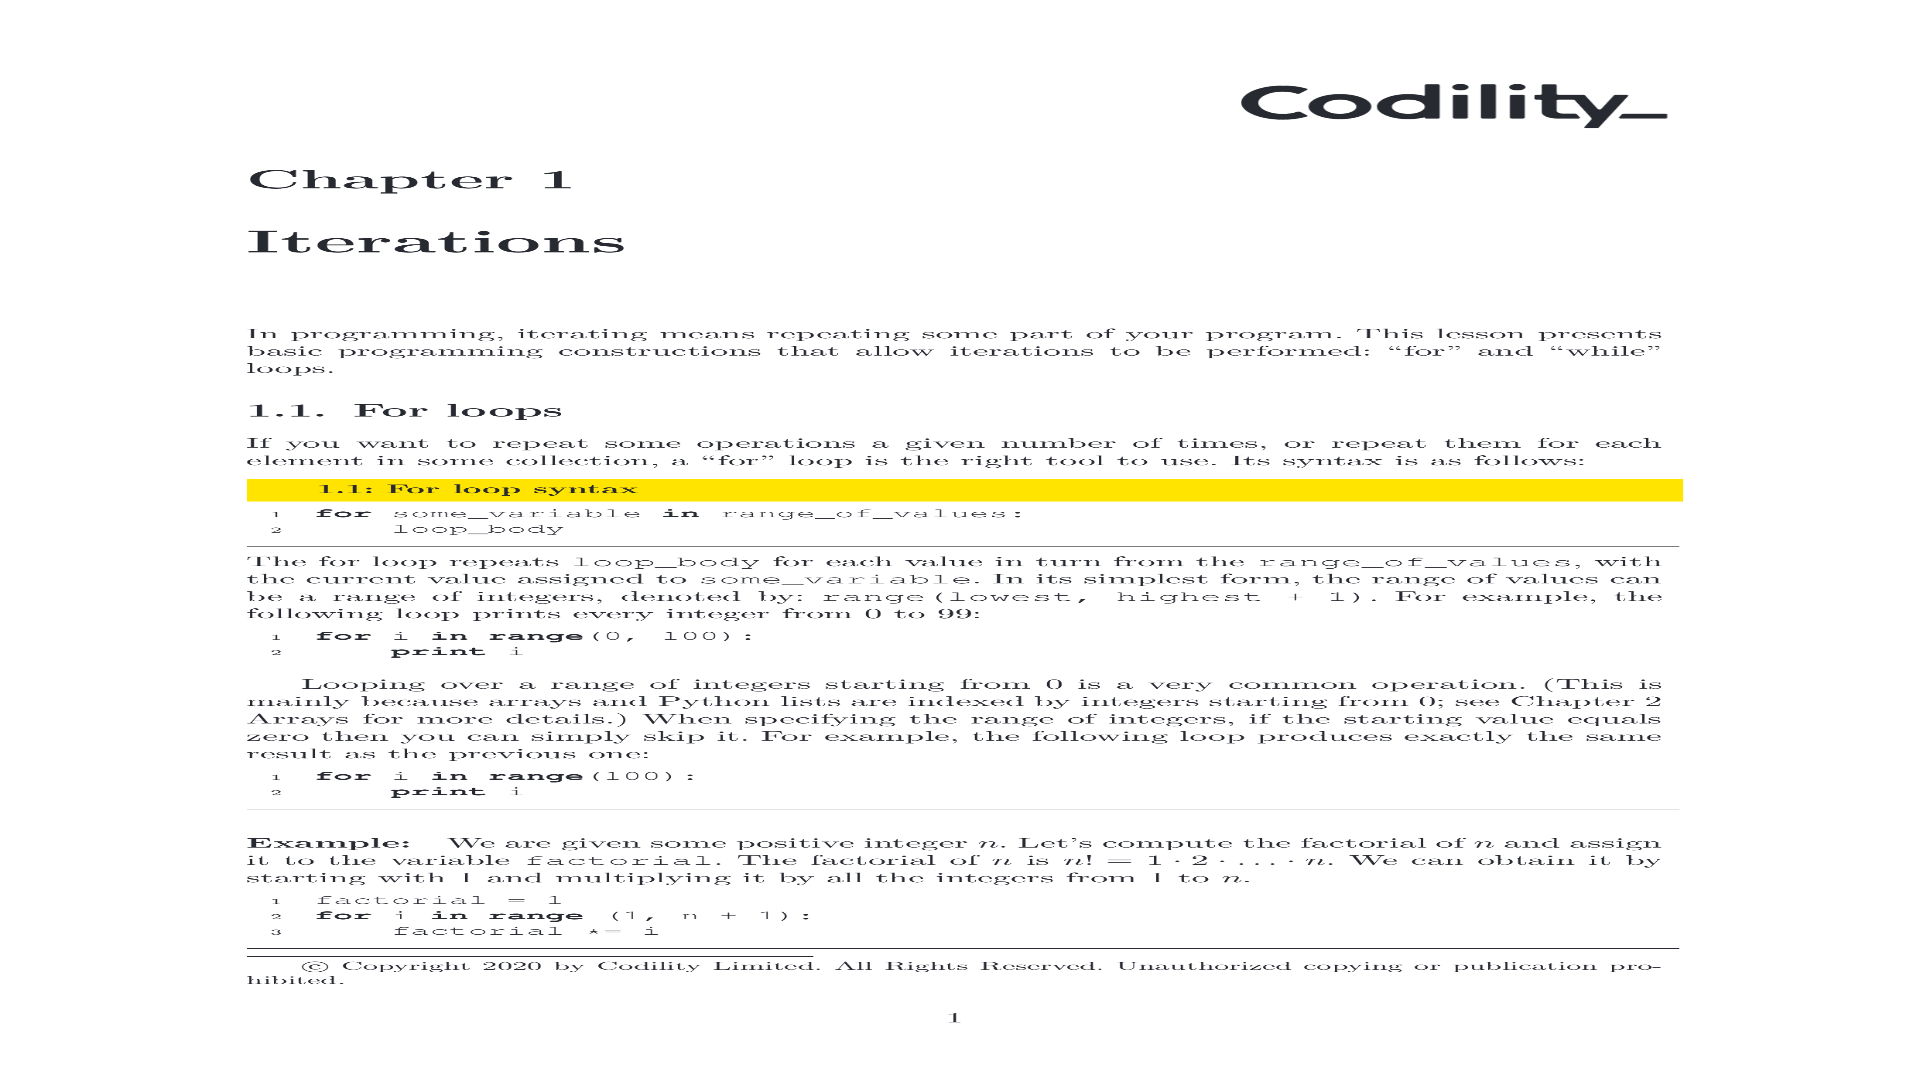 Codility_
Chapter 1
Iterations
In programming, iterating means repeating some part of your program. This lesson presents
basic programming constructions that allow iterations to be performed: “for” and “while”
loops.
1.1. For loops
If you want to repeat some operations a given number of times, or repeat them for each
element in some collection, a “for” loop is the right tool to use. Its syntax is as follows:
1.1: For loop syntax
1 for some_variable in range_of_values:
2     loop_body
The for loop repeats loop_body for each value in turn from the range_of_values, with
the current value assigned to some_variable. In its simplest form, the range of values can
be a range of integers, denoted by: range(lowest, highest + 1). For example, the
following loop prints every integer from 0 to 99:
1 for i in range(0, 100):
2     print i
Looping over a range of integers starting from 0 is a very common operation. (This is
mainly because arrays and Python lists are indexed by integers starting from 0; see Chapter 2
Arrays for more details.) When specifying the range of integers, if the starting value equals
zero then you can simply skip it. For example, the following loop produces exactly the same
result as the previous one:
1 for i in range(100):
2     print i
Example: We are given some positive integer n. Let’s compute the factorial of n and assign
it to the variable factorial. The factorial of n is n! = 1 · 2 · . . . · n. We can obtain it by
starting with 1 and multiplying it by all the integers from 1 to n.
1 factorial = 1
2 for i in range (1, n + 1):
3     factorial *= i
© Copyright 2020 by Codility Limited. All Rights Reserved. Unauthorized copying or publication pro-
hibited.
1